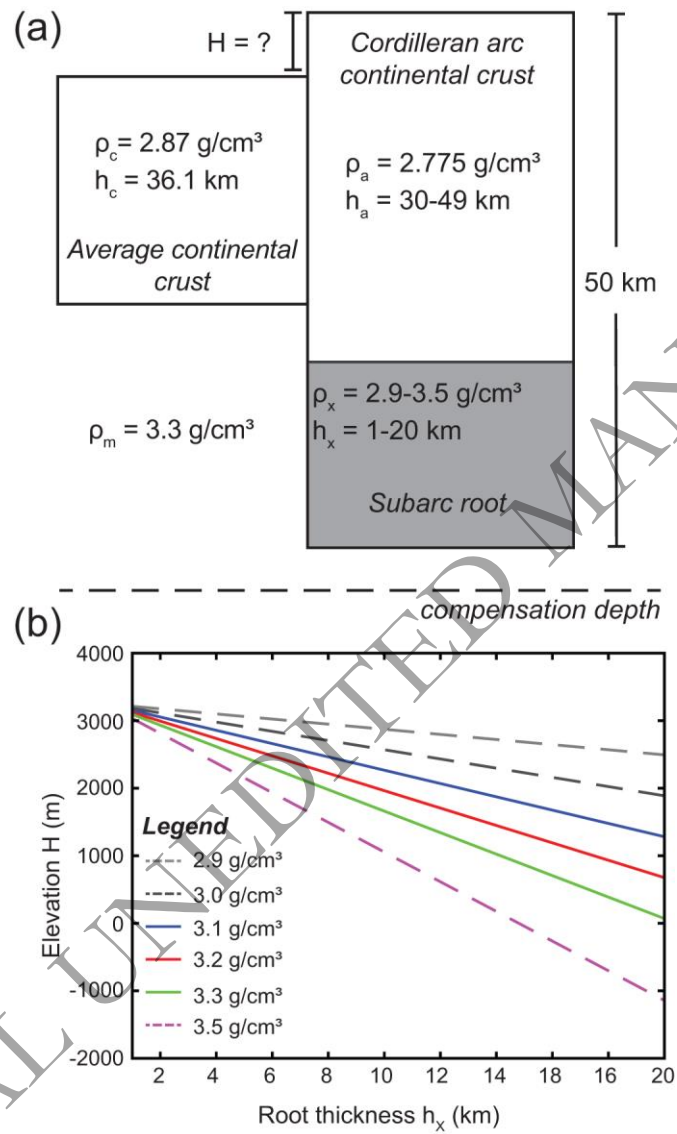 (a)
H = ?
Cordilleran arc
continental crust
ρc= 2.87 g/cm³
hc = 36.1 km
Average continental
crust
ρa = 2.775 g/cm³
ha = 30-49 km
50 km
ρm = 3.3 g/cm³
ρx = 2.9-3.5 g/cm³
hx = 1-20 km
Subarc root
compensation depth
(b)
4000
3000
2000
1000
0
-1000
-2000
Elevation H (m)
Legend
2.9 g/cm³
3.0 g/cm³
3.1 g/cm³
3.2 g/cm³
3.3 g/cm³
3.5 g/cm³
2 4 6 8 10 12 14 18 16 20
Root thickness hx (km)
AL UNEDITED MAN